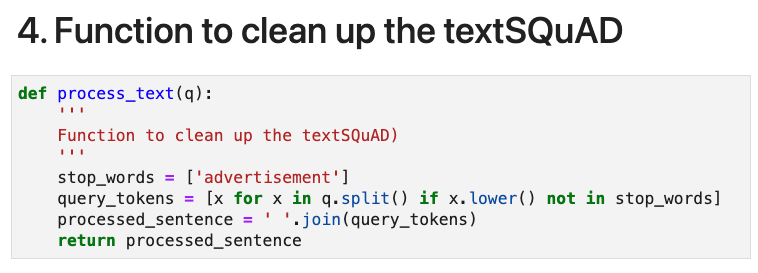 4. Function to clean up the textSQuAD
def process_text(q):
    '''
    Function to clean up the textSQuAD)
    '''
    stop_words = ['advertisement']
    query_tokens = [x for x in q.split() if x.lower() not in stop_words]
    processed_sentence = ' '.join(query_tokens)
    return processed_sentence